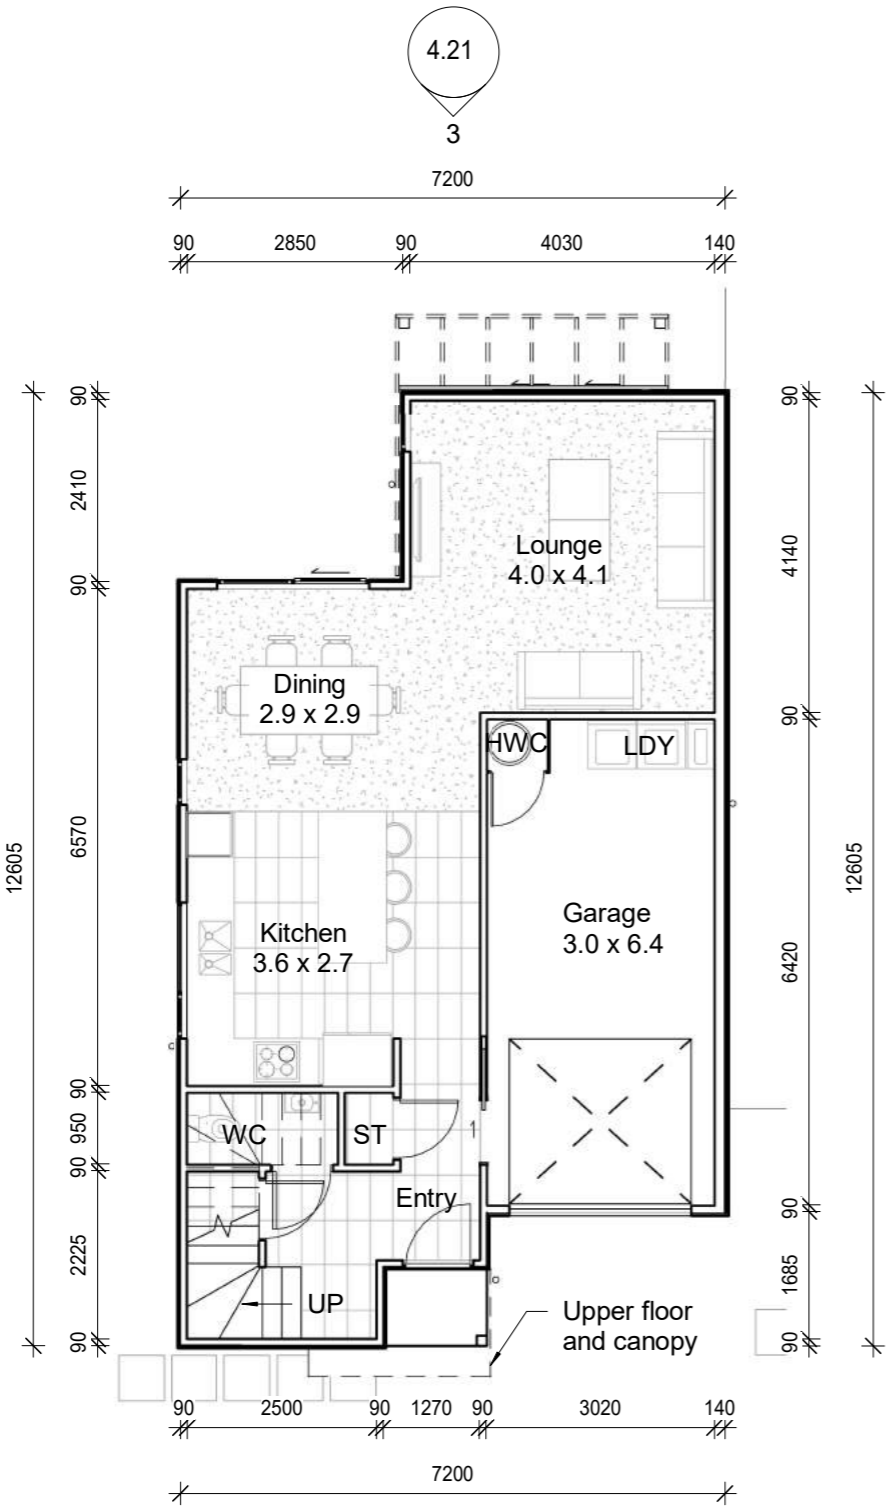 4.21
3
7200
90 2850 90 4030 140
90
2410
90
6570
90
950
90
2225
90
12605
90
4140
90
6420
90
1685
90
12605
Lounge
4.0 x 4.1
Dining
2.9 x 2.9
HWC
LDY
Garage
3.0 x 6.4
Kitchen
3.6 x 2.7
WC
ST
1
Entry
UP
Upper floor
and canopy
90 2500 90 1270 90 3020 140
7200